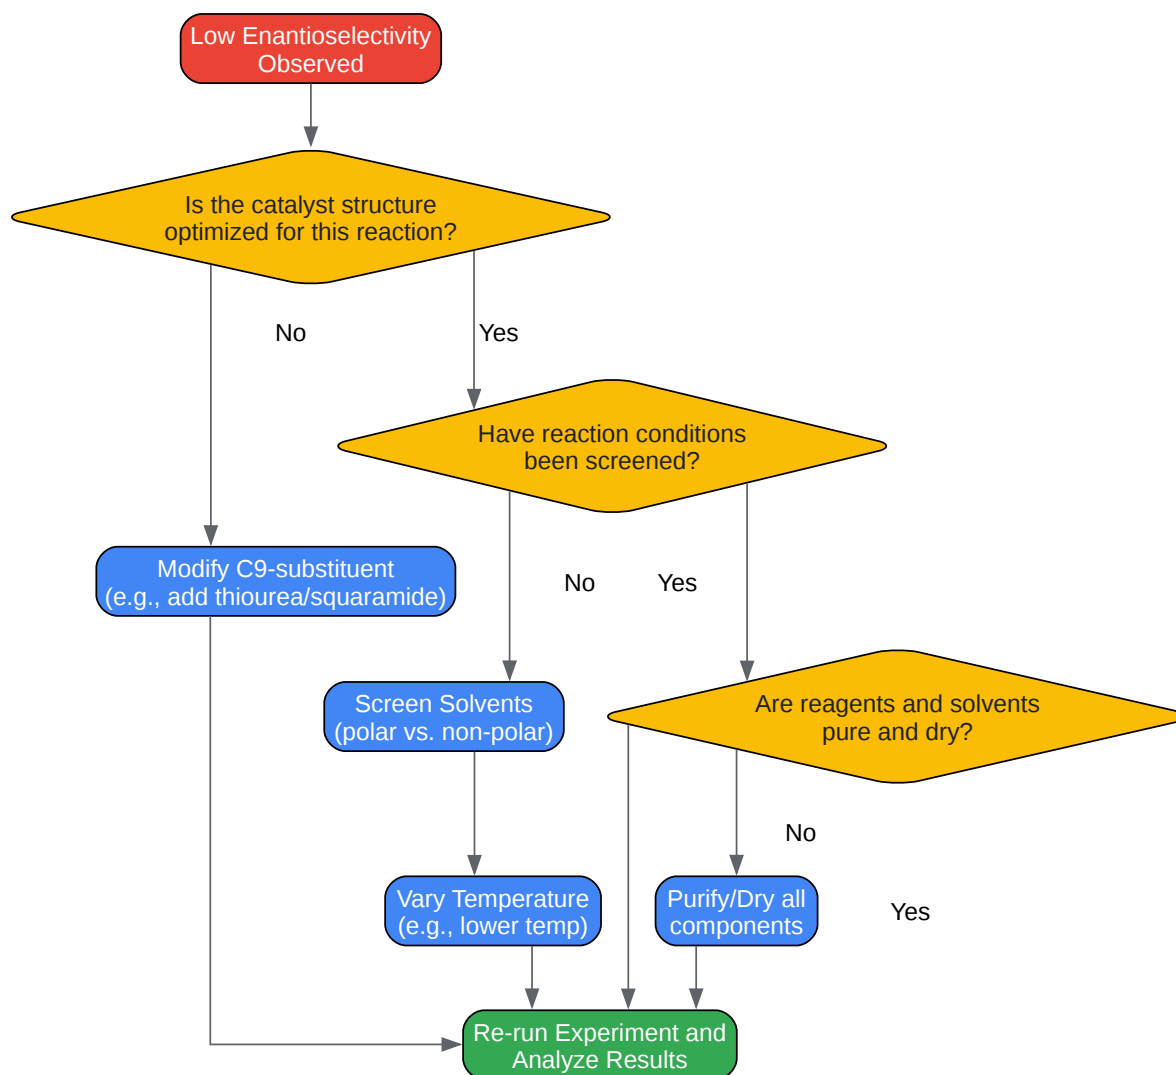 Low Enantioselectivity
Observed
Is the catalyst structure
optimized for this reaction?
No
Yes
Have reaction conditions
been screened?
Modify C9-substituent
(e.g., add thiourea/squaramide)
No
Yes
Screen Solvents
(polar vs. non-polar)
Are reagents and solvents
pure and dry?
No
Vary Temperature
(e.g., lower temp)
Purify/Dry all
components
Yes
Re-run Experiment and
Analyze Results